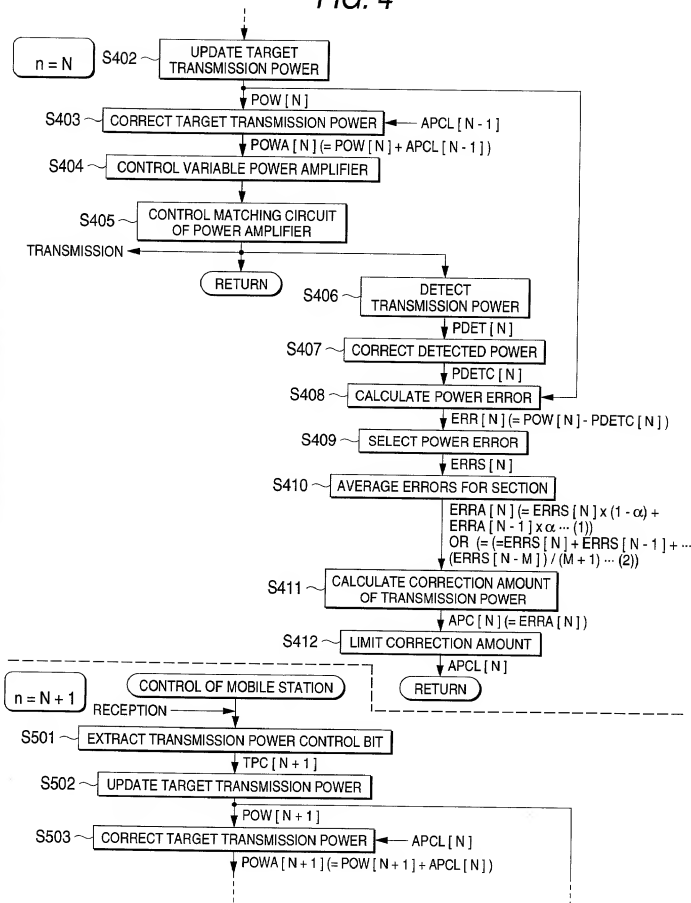 FIG. 4
n = N
S402
UPDATE TARGET
TRANSMISSION POWER
POW [ N ]
S403
CORRECT TARGET TRANSMISSION POWER
APCL [ N - 1 ]
POWA [ N ] (= POW [ N ] + APCL [ N - 1 ] )
S404
CONTROL VARIABLE POWER AMPLIFIER
S405
CONTROL MATCHING CIRCUIT
OF POWER AMPLIFIER
TRANSMISSION
RETURN
S406
DETECT
TRANSMISSION POWER
PDET [ N ]
S407
CORRECT DETECTED POWER
PDETC [ N ]
S408
CALCULATE POWER ERROR
ERR [ N ] (= POW [ N ] - PDETC [ N ] )
S409
SELECT POWER ERROR
ERRS [ N ]
S410
AVERAGE ERRORS FOR SECTION
ERRA [ N ] (= ERRS [ N ] x (1 - α) +
ERRA [ N - 1 ] x α ··· (1))
OR (= (=ERRS [ N ] + ERRS [ N - 1 ] + ···
(ERRS [ N - M ] ) / (M + 1) ··· (2))
S411
CALCULATE CORRECTION AMOUNT
OF TRANSMISSION POWER
APC [ N ] (= ERRA [ N ] )
S412
LIMIT CORRECTION AMOUNT
APCL [ N ]
RETURN
n = N + 1
CONTROL OF MOBILE STATION
RECEPTION
S501
EXTRACT TRANSMISSION POWER CONTROL BIT
TPC [ N + 1 ]
S502
UPDATE TARGET TRANSMISSION POWER
POW [ N + 1 ]
S503
CORRECT TARGET TRANSMISSION POWER
APCL [ N ]
POWA [ N + 1 ] (= POW [ N + 1 ] + APCL [ N ] )